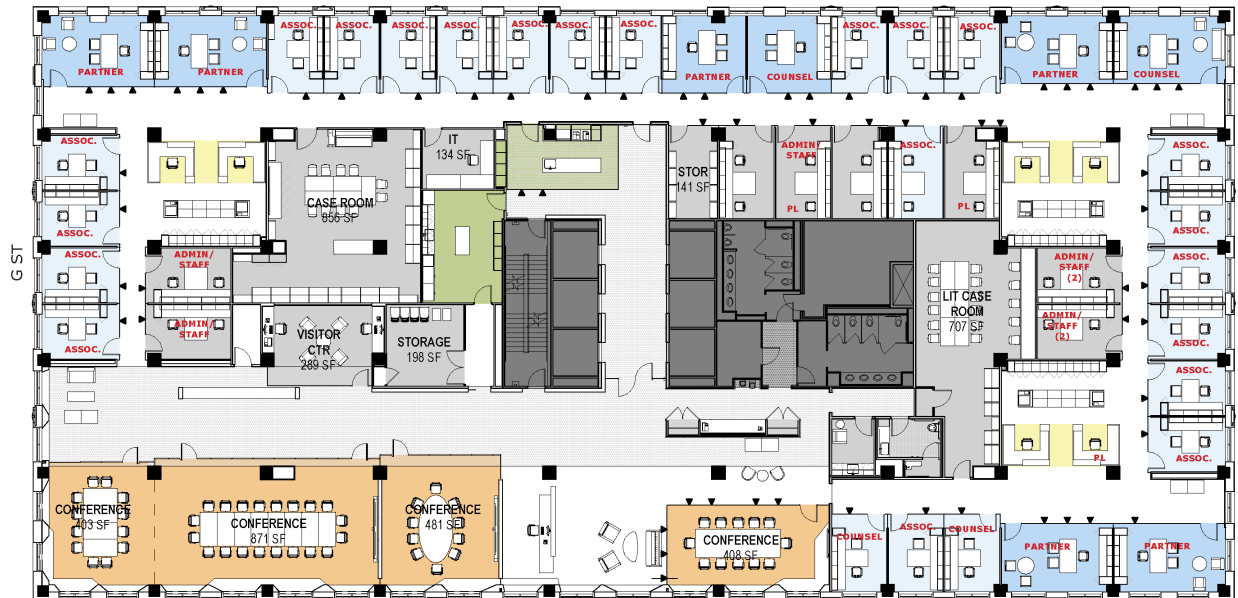 ASSOC.
ASSOC.
ASSOC.
ASSOC.
ASSOC.
ASSOC.
ASSOC.
ASSOC.
ASSOC.
ASSOC.
PARTNER
PARTNER
PARTNER
COUNSEL
PARTNER
COUNSEL
ASSOC.
ASSOC.
ASSOC.
ASSOC.
IT
134 SF
CASE ROOM
856 SF
STOR
141 SF
ADMIN/
STAFF
PL
ASSOC.
PL
ASSOC.
ASSOC.
ASSOC.
ASSOC.
G ST
ADMIN/
STAFF
ADMIN/
STAFF
VISITOR
CTR
289 SF
STORAGE
198 SF
LIT CASE
ROOM
707 SF
ADMIN/
STAFF
(2)
ADMIN/
STAFF
(2)
ASSOC.
ASSOC.
ASSOC.
ASSOC.
PL
CONFERENCE
403 SF
CONFERENCE
871 SF
CONFERENCE
481 SF
CONFERENCE
408 SF
COUNSEL
ASSOC.
COUNSEL
PARTNER
PARTNER